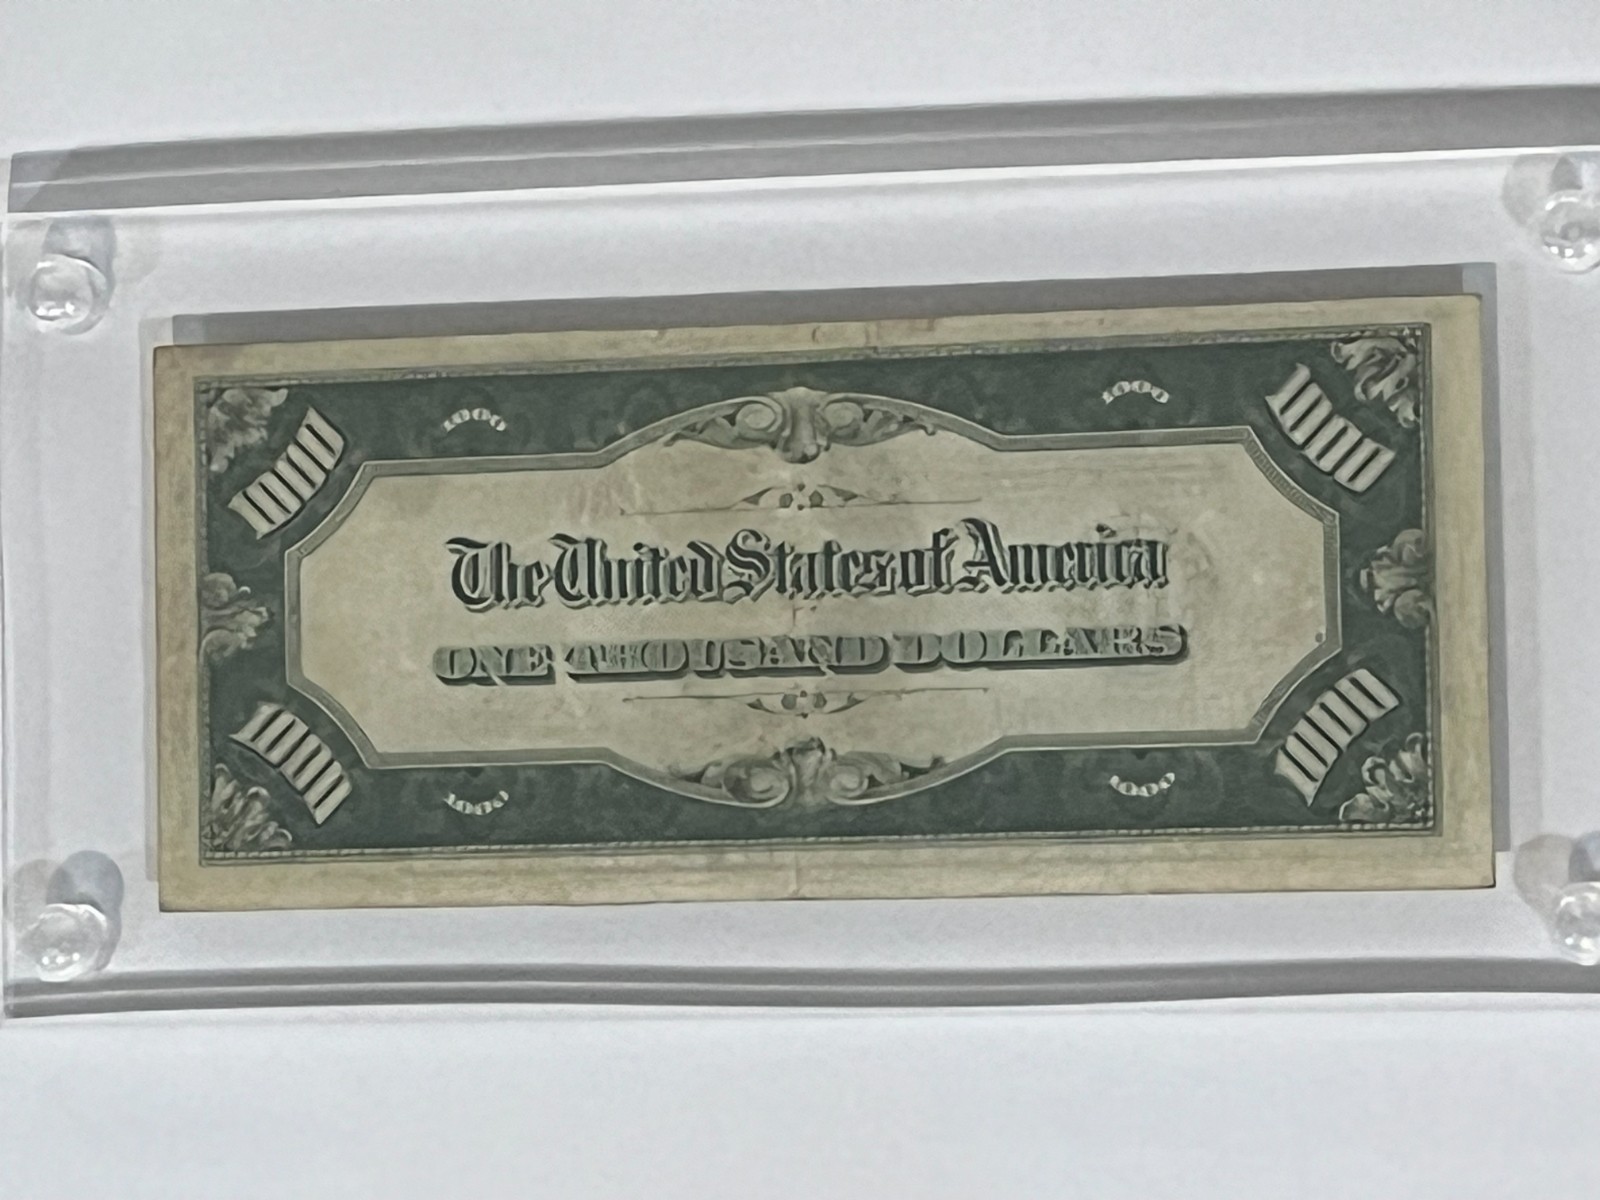 1000 1000 1000 1000
The United States of America
ONE THOUSAND DOLLARS
1000 1000 1000 1000